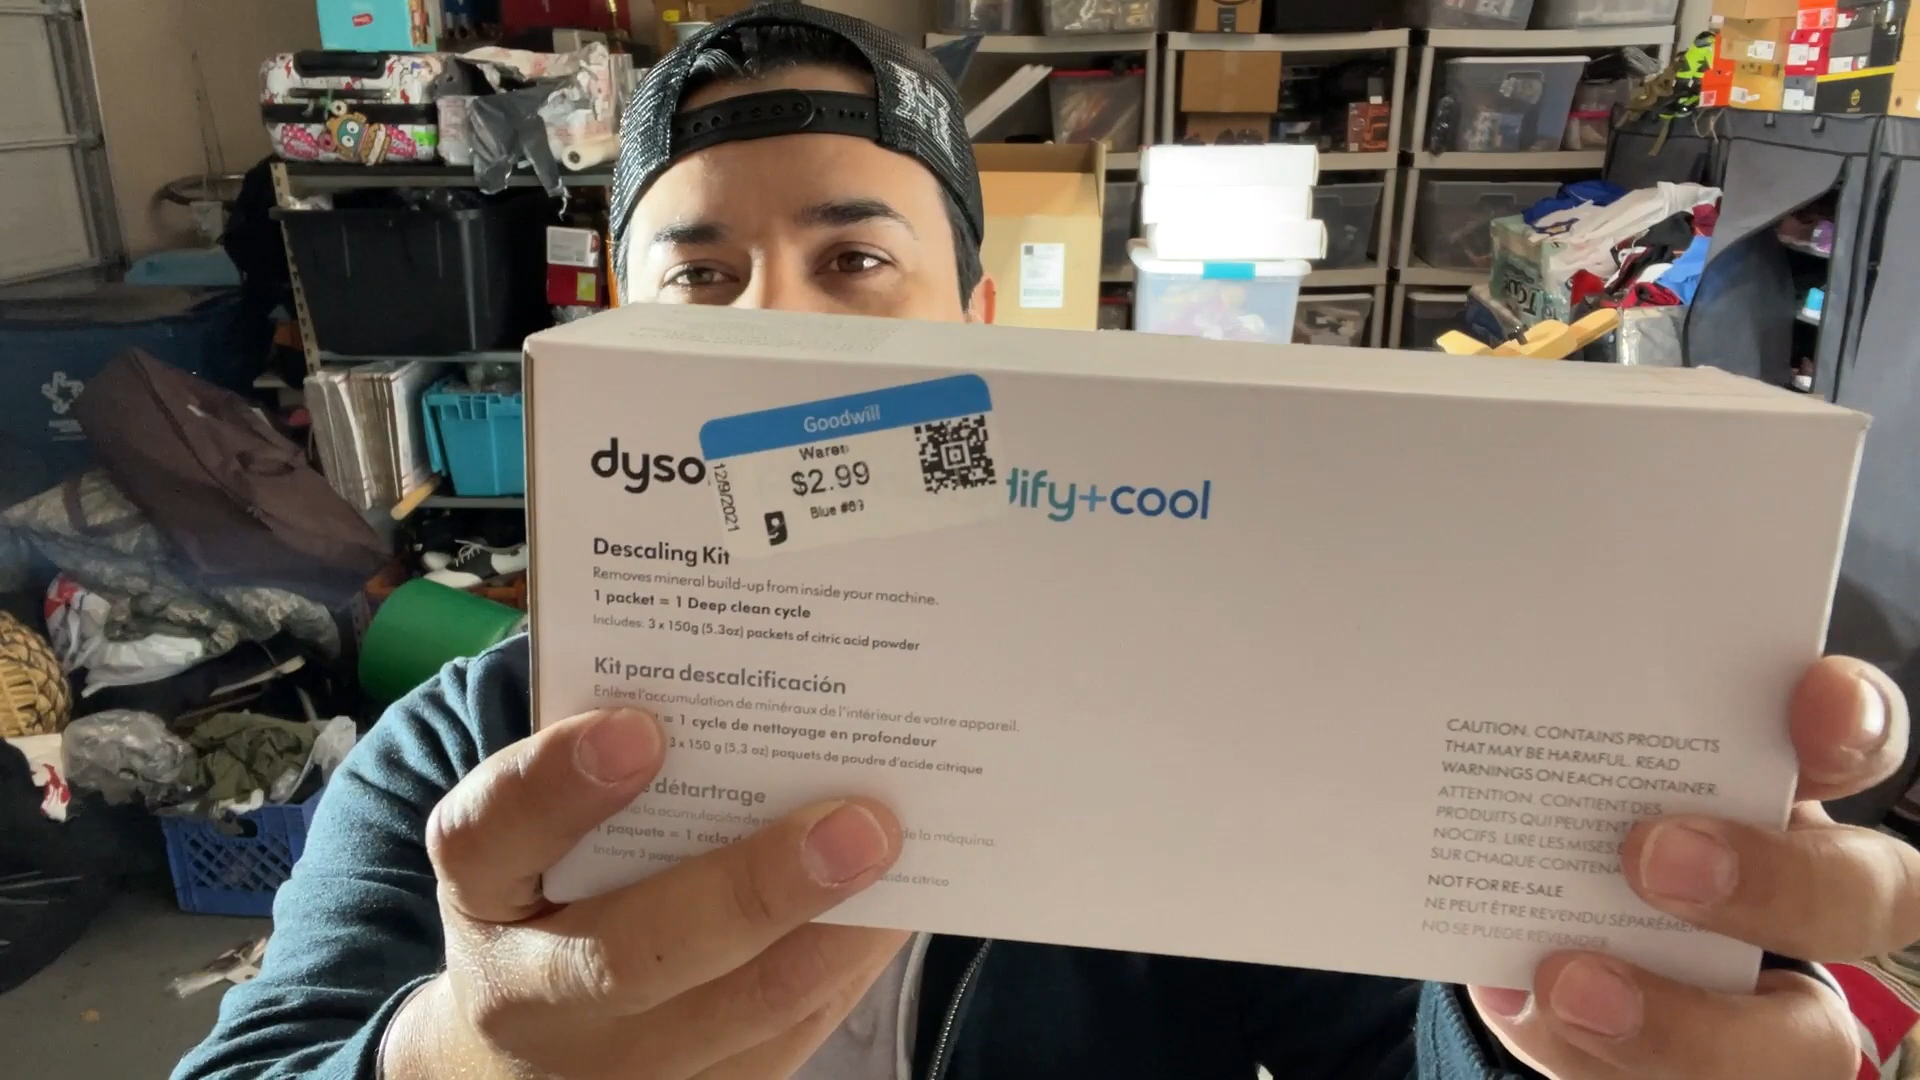 Goodwill
Wares
$2.99
Blue #69
12/9/2021
dyso
dify+cool
Descaling Kit
Removes mineral build-up from inside your machine.
1 packet = 1 Deep clean cycle
Includes: 3 x 150g (5.3oz) packets of citric acid powder
Kit para descalcificación
Enlève l'accumulation de minéraux de l'intérieur de votre appareil.
= 1 cycle de nettoyage en profondeur
3 x 150 g (5,3 oz) paquets de poudre d'acide citrique
détartrage
la acumulación de de la máquina.
1 paquete = 1 ciclo
Incluye 3 cítrico
CAUTION. CONTAINS PRODUCTS
THAT MAY BE HARMFUL. READ
WARNINGS ON EACH CONTAINER.
ATTENTION. CONTIENT DES
PRODUITS QUI PEUVENT
NOCIFS. LIRE LES MISES
SUR CHAQUE
NOT FOR RE-SALE
NE PEUT ÊTRE REVENDU SÉPARÉMEN
NO SE PUEDE REVENDER